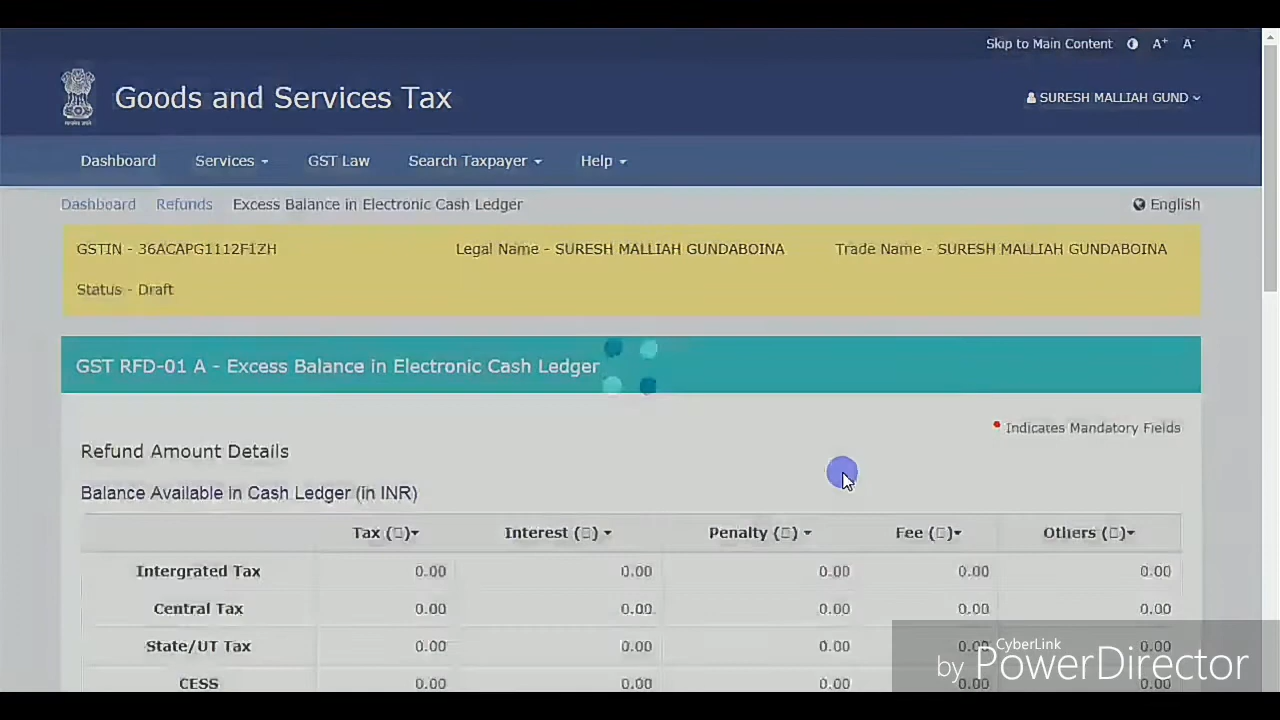 Skip to Main Content A+ A-
Goods and Services Tax
SURESH MALLIAH GUND
Dashboard Services GST Law Search Taxpayer Help
Dashboard Refunds Excess Balance in Electronic Cash Ledger English
GSTIN - 36ACAPG1112F1ZH Legal Name - SURESH MALLIAH GUNDABOINA Trade Name - SURESH MALLIAH GUNDABOINA
Status - Draft
GST RFD-01 A - Excess Balance in Electronic Cash Ledger
• Indicates Mandatory Fields
Refund Amount Details
Balance Available in Cash Ledger (in INR)
Tax (▯) Interest (▯) Penalty (▯) Fee (▯) Others (▯)
Intergrated Tax 0.00 0.00 0.00 0.00 0.00
Central Tax 0.00 0.00 0.00 0.00 0.00
State/UT Tax 0.00 0.00 0.00 0.00 0.00
CESS 0.00 0.00 0.00 0.00 0.00
CyberLink
by PowerDirector